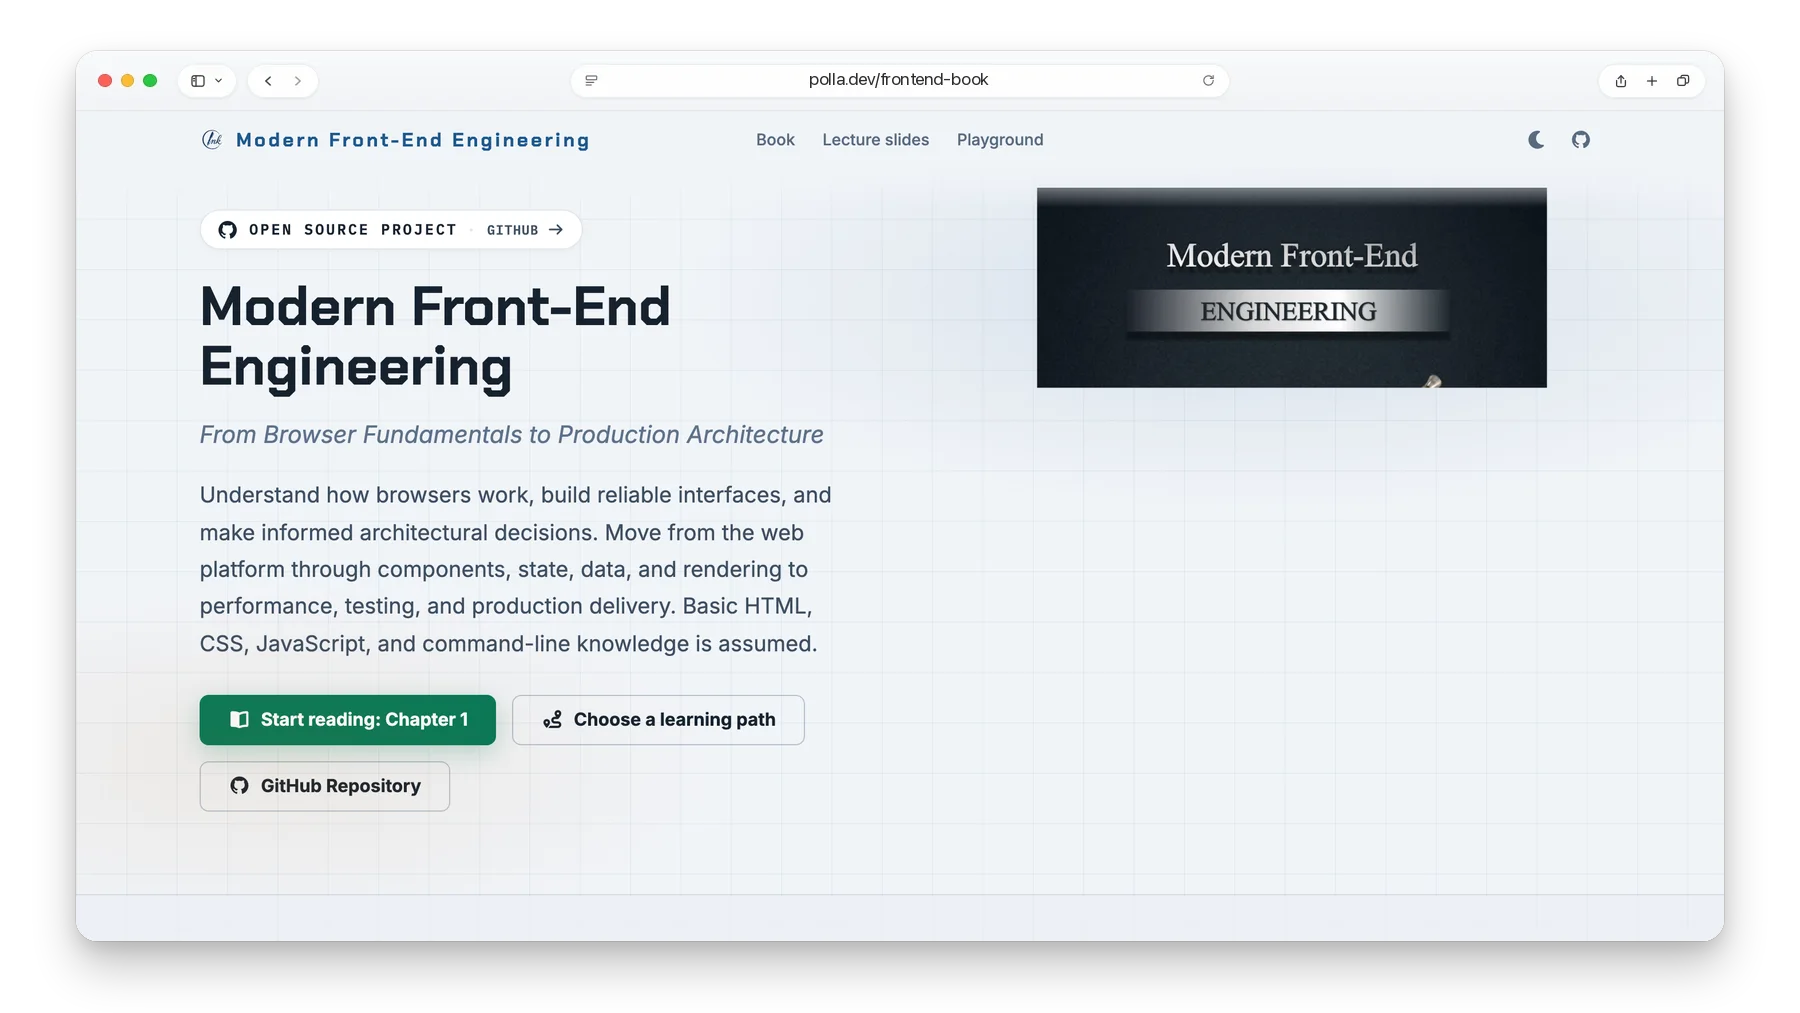 polla.dev/frontend-book
Ink Modern Front-End Engineering
Book Lecture slides Playground
OPEN SOURCE PROJECT · GITHUB →
Modern Front-End
Engineering
From Browser Fundamentals to Production Architecture
Understand how browsers work, build reliable interfaces, and
make informed architectural decisions. Move from the web
platform through components, state, data, and rendering to
performance, testing, and production delivery. Basic HTML,
CSS, JavaScript, and command-line knowledge is assumed.
Start reading: Chapter 1
Choose a learning path
GitHub Repository
Modern Front-End
ENGINEERING